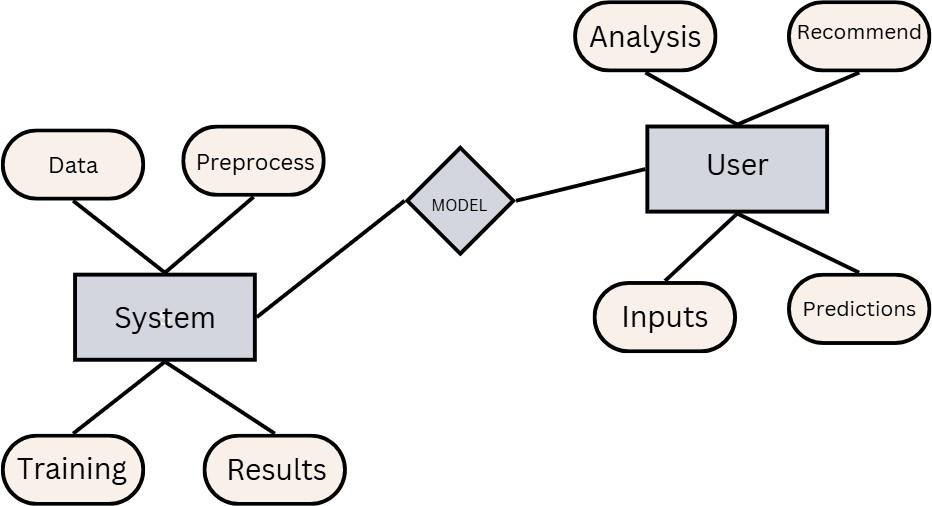 Analysis
Recommend
Data
Preprocess
User
MODEL
System
Inputs
Predictions
Training
Results